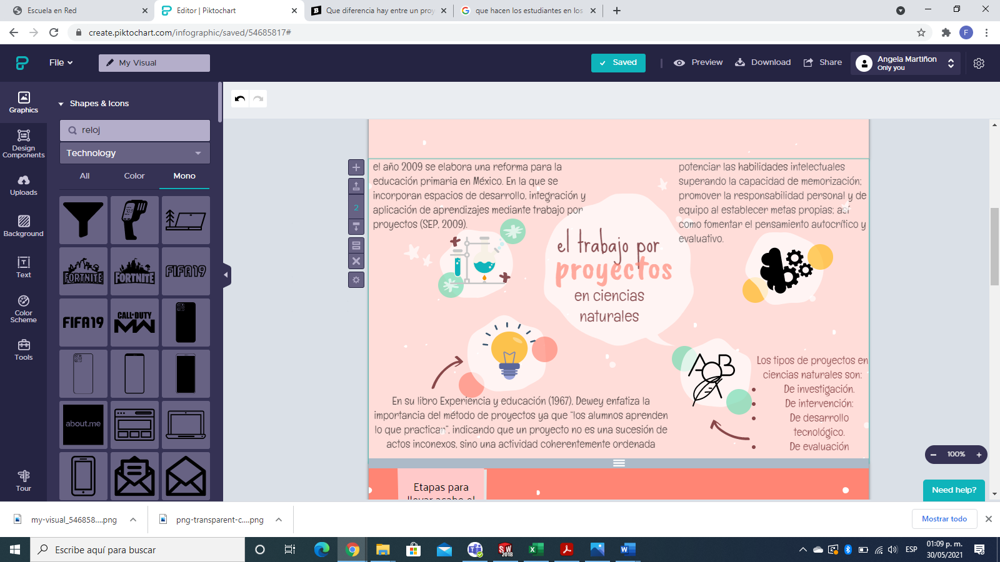 Escuela en Red
Editor | Piktochart
Que diferencia hay entre un proy
que hacen los estudiantes en los
create.piktochart.com/infographic/saved/54685817#
F
File
My Visual
Saved
Preview
Download
Share
Angela Martiñon
Only you
Graphics
Design
Components
Uploads
Background
Text
Color
Scheme
Tools
Tour
Shapes & Icons
reloj
Technology
All
Color
Mono
FORTNITE
FORTNITE
FIFA19
FIFA19
CALL OF DUTY
MW
about.me
2
el año 2009 se elabora una reforma para la
educación primaria en México. En la que se
incorporan espacios de desarrollo, integración y
aplicación de aprendizajes mediante trabajo por
proyectos (SEP, 2009).
potenciar las habilidades intelectuales
superando la capacidad de memorización;
promover la responsabilidad personal y de
equipo al establecer metas propias; así
como fomentar el pensamiento autocrítico y
evaluativo.
el trabajo por
proyectos
en ciencias
naturales
En su libro Experiencia y educación (1967), Dewey enfatiza la
importancia del método de proyectos ya que “los alumnos aprenden
lo que practican”, indicando que un proyecto no es una sucesión de
actos inconexos, sino una actividad coherentemente ordenada
A B
Los tipos de proyectos en
ciencias naturales son:
De investigación.
De intervención:
De desarrollo
tecnológico.
De evaluación
Etapas para
llevar acabo el
100%
Need help?
my-visual_546858....png
png-transparent-c....png
Mostrar todo
Escribe aquí para buscar
SW
2018
ESP
01:09 p. m.
30/05/2021